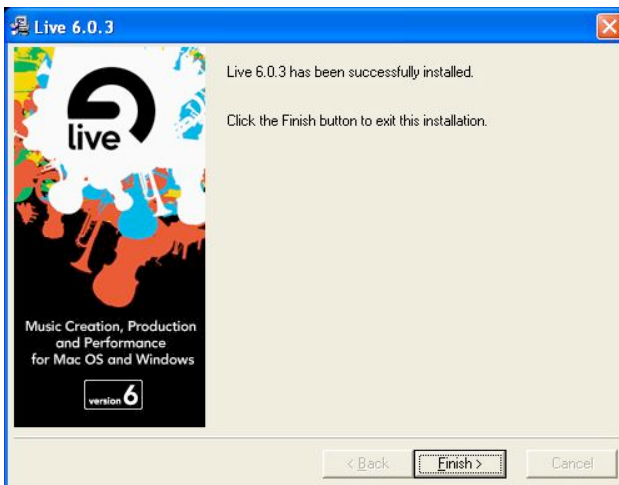 Live 6.0.3
Live 6.0.3 has been successfully installed.
Click the Finish button to exit this installation.
live
Music Creation, Production
and Performance
for Mac OS and Windows
version 6
< Back
Finish >
Cancel